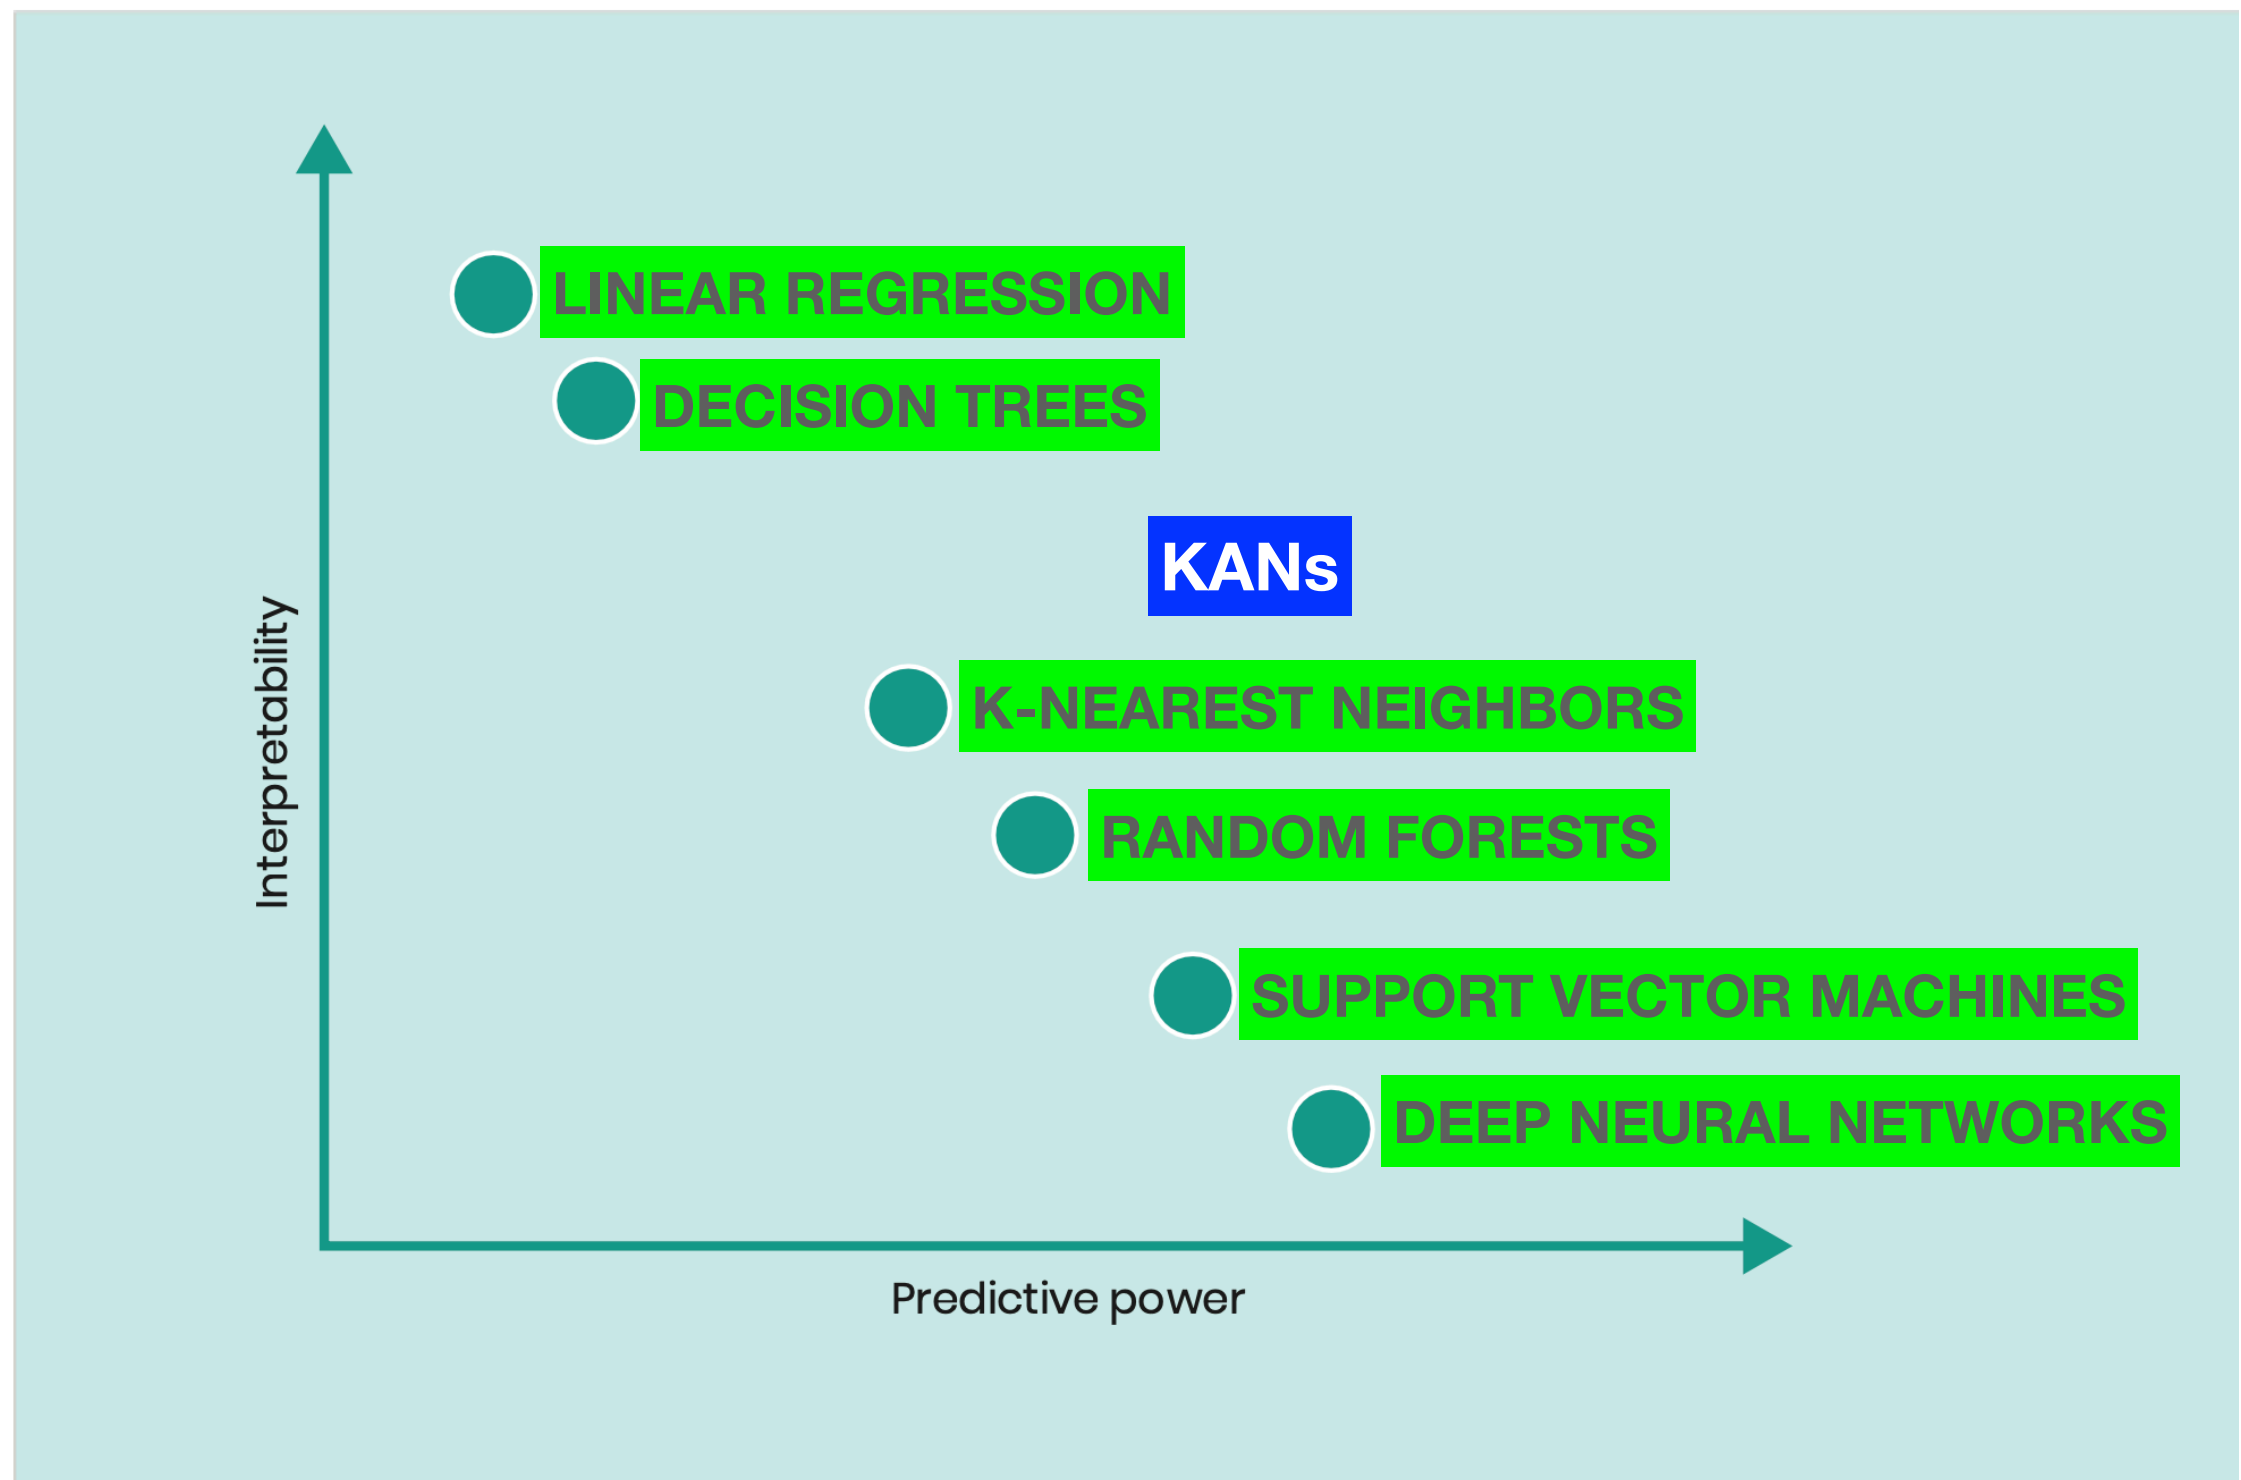 LINEAR REGRESSION
DECISION TREES
KANs
K-NEAREST NEIGHBORS
RANDOM FORESTS
SUPPORT VECTOR MACHINES
DEEP NEURAL NETWORKS
Interpretability
Predictive power